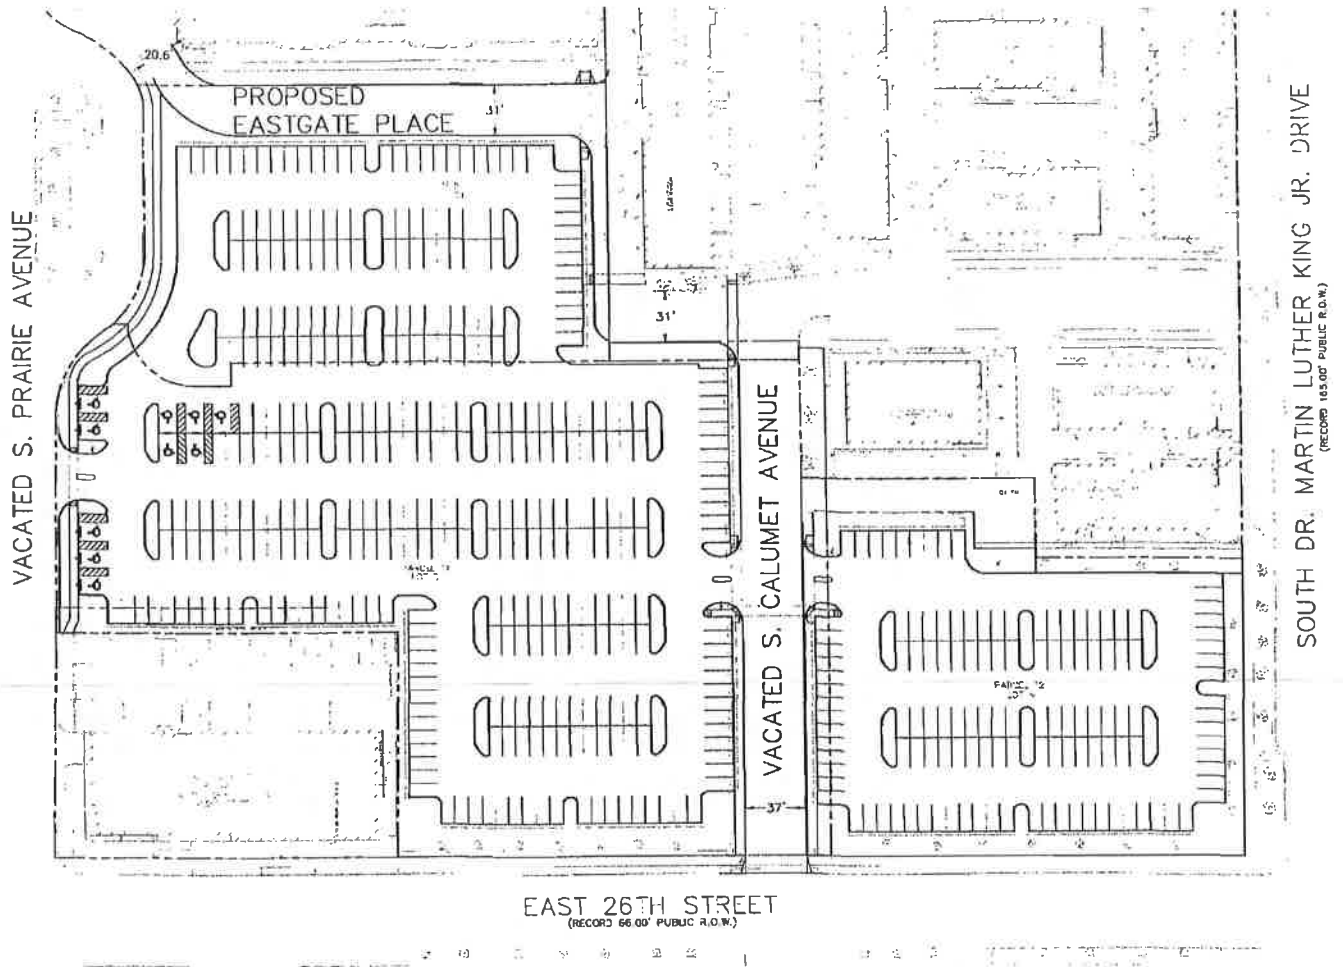 20.6'
PROPOSED
EASTGATE PLACE
31'
31'
VACATED S. PRAIRIE AVENUE
VACATED S. CALUMET AVENUE
37'
SOUTH DR. MARTIN LUTHER KING JR. DRIVE
(RECORD 165.00' PUBLIC R.O.W.)
EAST 26TH STREET
(RECORD 66.00' PUBLIC R.O.W.)